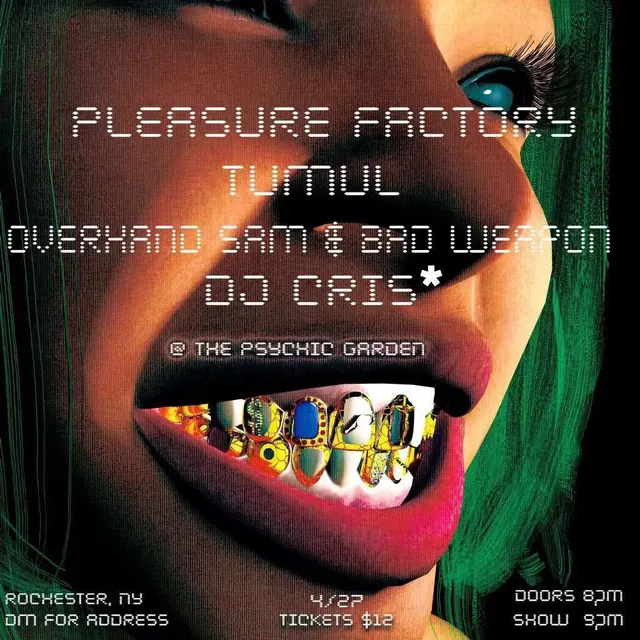 PLEASURE FACTORY
TUMUL
OVERHAND SAM & BAD WEAPON
DJ CRIS*
@ THE PSYCHIC GARDEN
ROCHESTER, NY
DM FOR ADDRESS
4/27
TICKETS $12
DOORS 8PM
SHOW 9PM